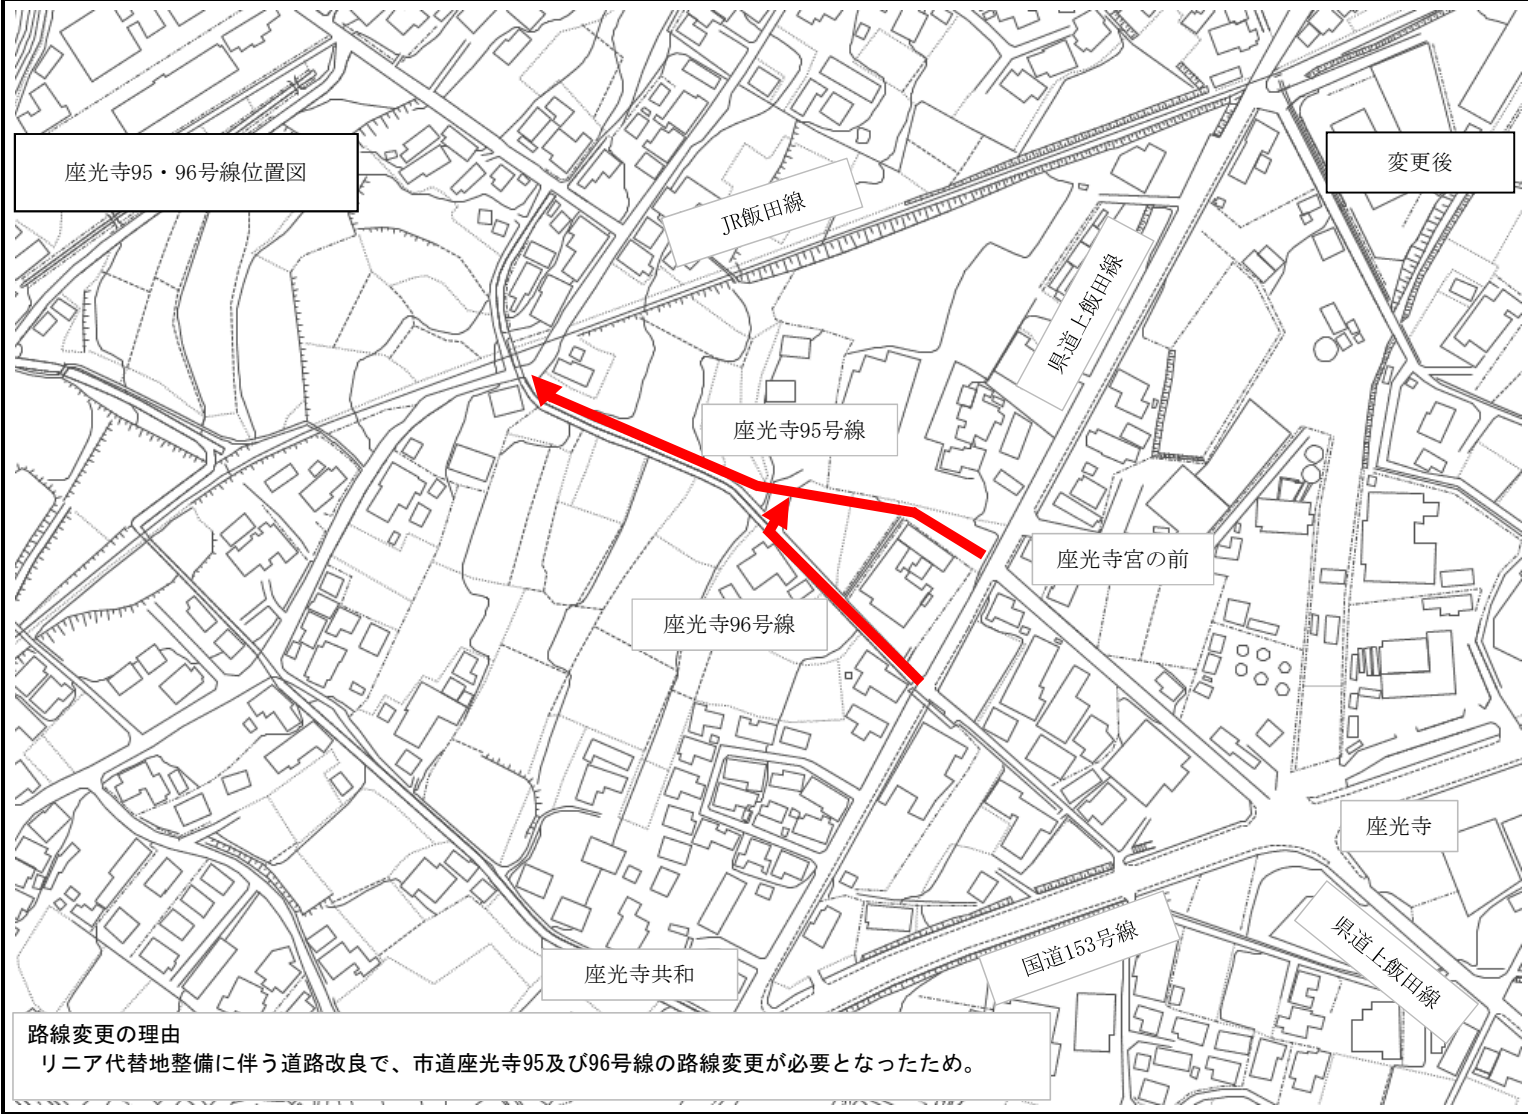 座光寺95・96号線位置図
変更後
JR飯田線
県道上飯田線
座光寺95号線
座光寺宮の前
座光寺96号線
座光寺
県道上飯田線
国道153号線
座光寺共和
路線変更の理由
リニア代替地整備に伴う道路改良で、市道座光寺95及び96号線の路線変更が必要となったため。